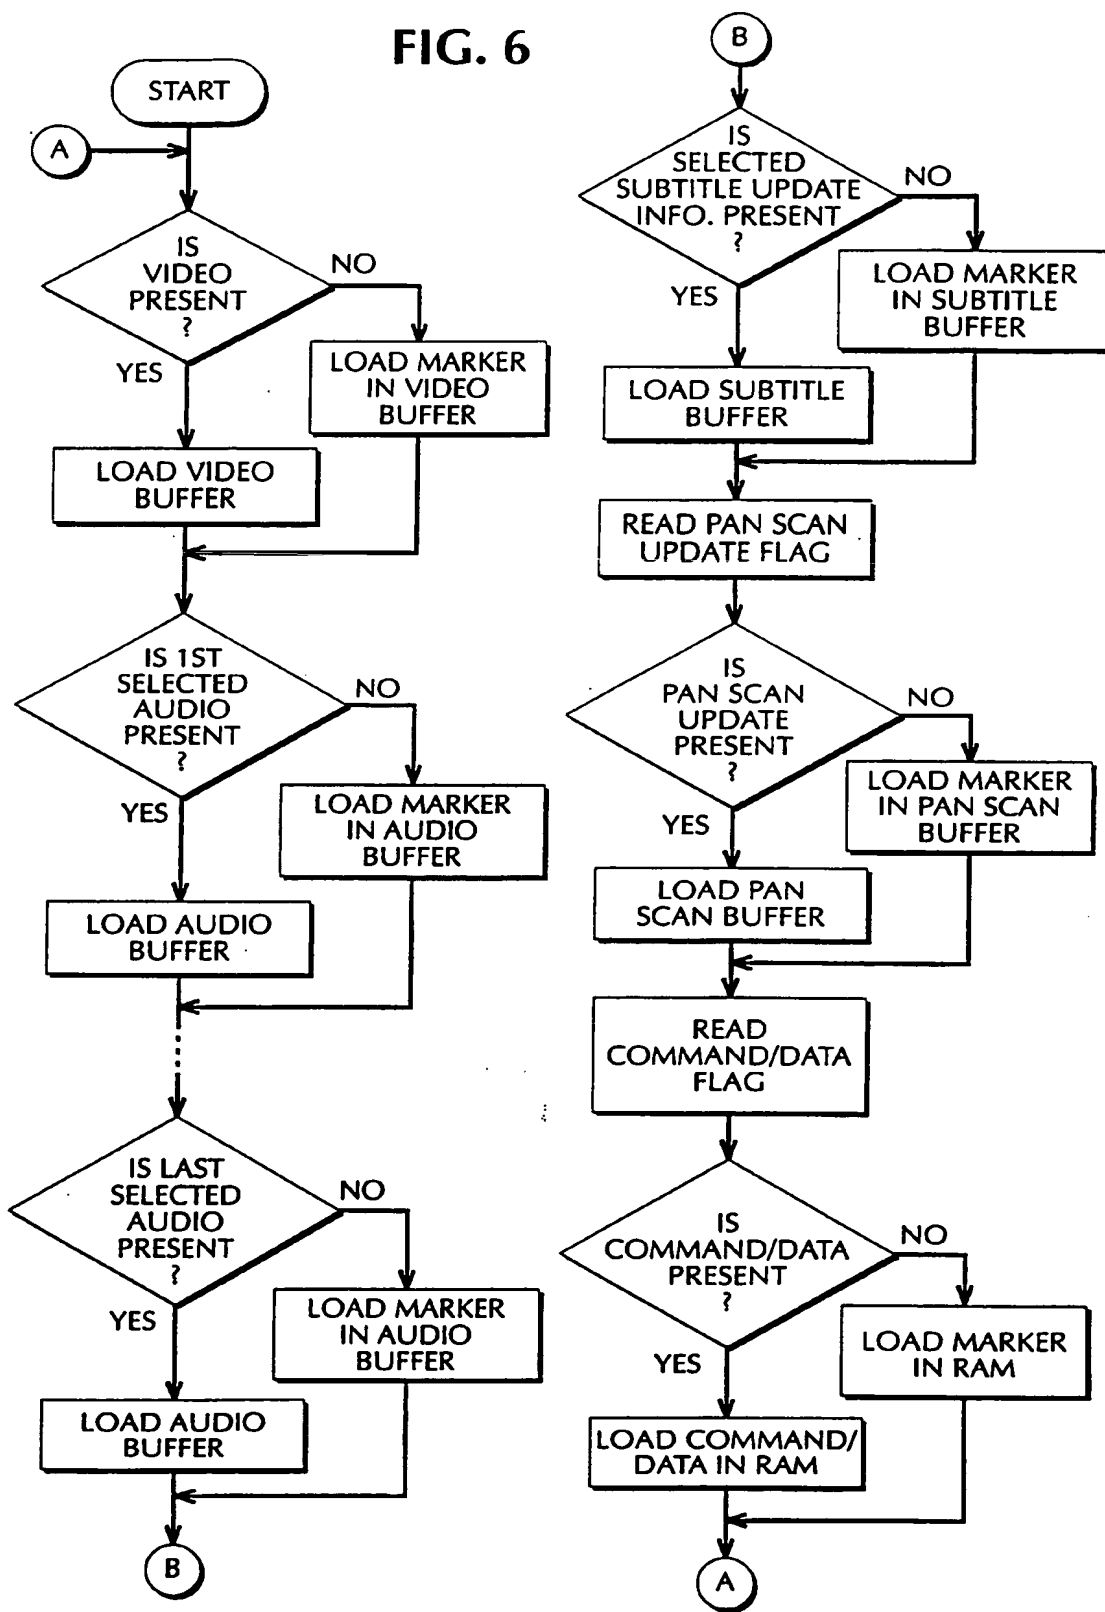 FIG. 6
START
A
IS
VIDEO
PRESENT
?
NO
YES
LOAD MARKER
IN VIDEO
BUFFER
LOAD VIDEO
BUFFER
IS 1ST
SELECTED
AUDIO
PRESENT
?
NO
YES
LOAD MARKER
IN AUDIO
BUFFER
LOAD AUDIO
BUFFER
IS LAST
SELECTED
AUDIO
PRESENT
?
NO
YES
LOAD MARKER
IN AUDIO
BUFFER
LOAD AUDIO
BUFFER
B
B
IS
SELECTED
SUBTITLE UPDATE
INFO. PRESENT
?
NO
YES
LOAD MARKER
IN SUBTITLE
BUFFER
LOAD SUBTITLE
BUFFER
READ PAN SCAN
UPDATE FLAG
IS
PAN SCAN
UPDATE
PRESENT
?
NO
YES
LOAD MARKER
IN PAN SCAN
BUFFER
LOAD PAN
SCAN BUFFER
READ
COMMAND/DATA
FLAG
IS
COMMAND/DATA
PRESENT
?
NO
YES
LOAD MARKER
IN RAM
LOAD COMMAND/
DATA IN RAM
A